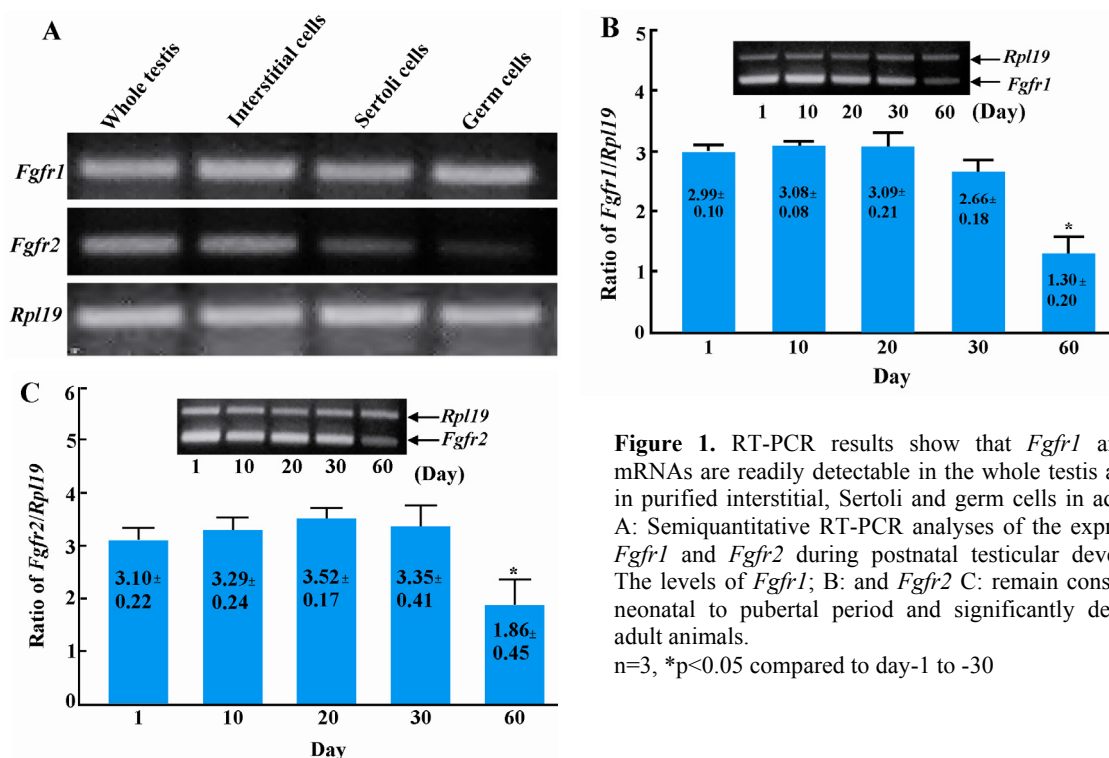 A
Whole testis
Interstitial cells
Sertoli cells
Germ cells
Fgfr1
Fgfr2
Rpl19
B
Ratio of Fgfr1/Rpl19
5
4
3
2
1
0
Rpl19
Fgfr1
1 10 20 30 60 (Day)
2.99±
0.10
3.08±
0.08
3.09±
0.21
2.66±
0.18
*
1.30±
0.20
1 10 20 30 60
Day
C
Ratio of Fgfr2/Rpl19
6
5
4
3
2
1
0
Rpl19
Fgfr2
1 10 20 30 60 (Day)
3.10±
0.22
3.29±
0.24
3.52±
0.17
3.35±
0.41
*
1.86±
0.45
1 10 20 30 60
Day
Figure 1. RT-PCR results show that Fgfr1
mRNAs are readily detectable in the whole testis
in purified interstitial, Sertoli and germ cells in
A: Semiquantitative RT-PCR analyses of the
Fgfr1 and Fgfr2 during postnatal testicular
The levels of Fgfr1; B: and Fgfr2 C: remain
neonatal to pubertal period and significantly
adult animals.
n=3, *p<0.05 compared to day-1 to -30